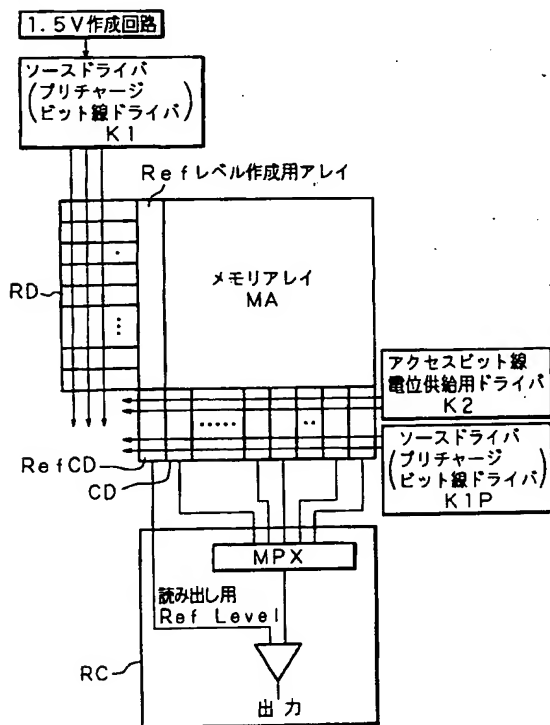 1.5V作成回路
ソースドライバ
(プリチャージ
ビット線ドライバ)
K1
Refレベル作成用アレイ
メモリアレイ
MA
RD
アクセスビット線
電位供給用ドライバ
K2
ソースドライバ
(プリチャージ
ビット線ドライバ)
K1P
RefCD
CD
MPX
読み出し用
Ref Level
RC
出力